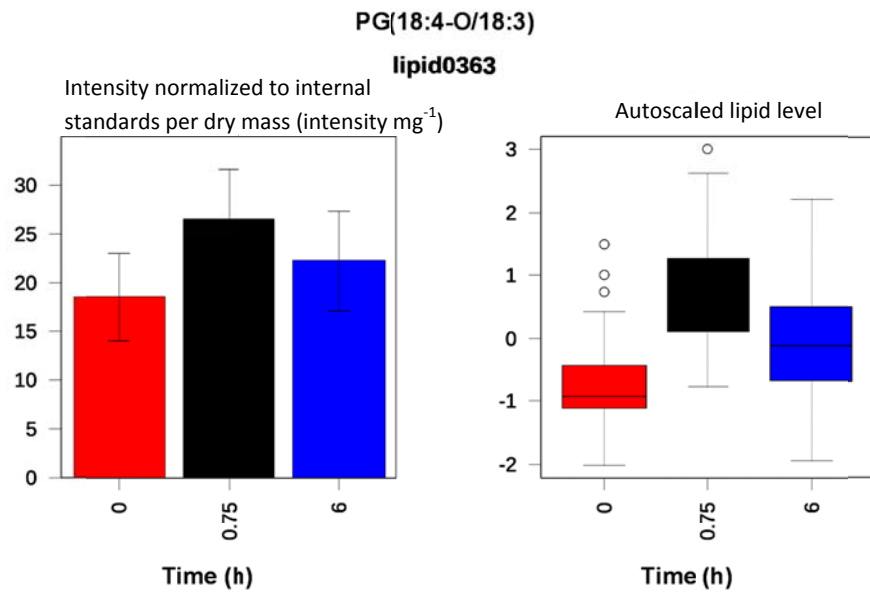 PG(18:4-O/18:3)
lipid0363
Intensity normalized to internal
standards per dry mass (intensity mg⁻¹)
30
25
20
15
10
5
0
0
0.75
6
Time (h)
Autoscaled lipid level
3
2
1
0
-1
-2
0
0.75
6
Time (h)